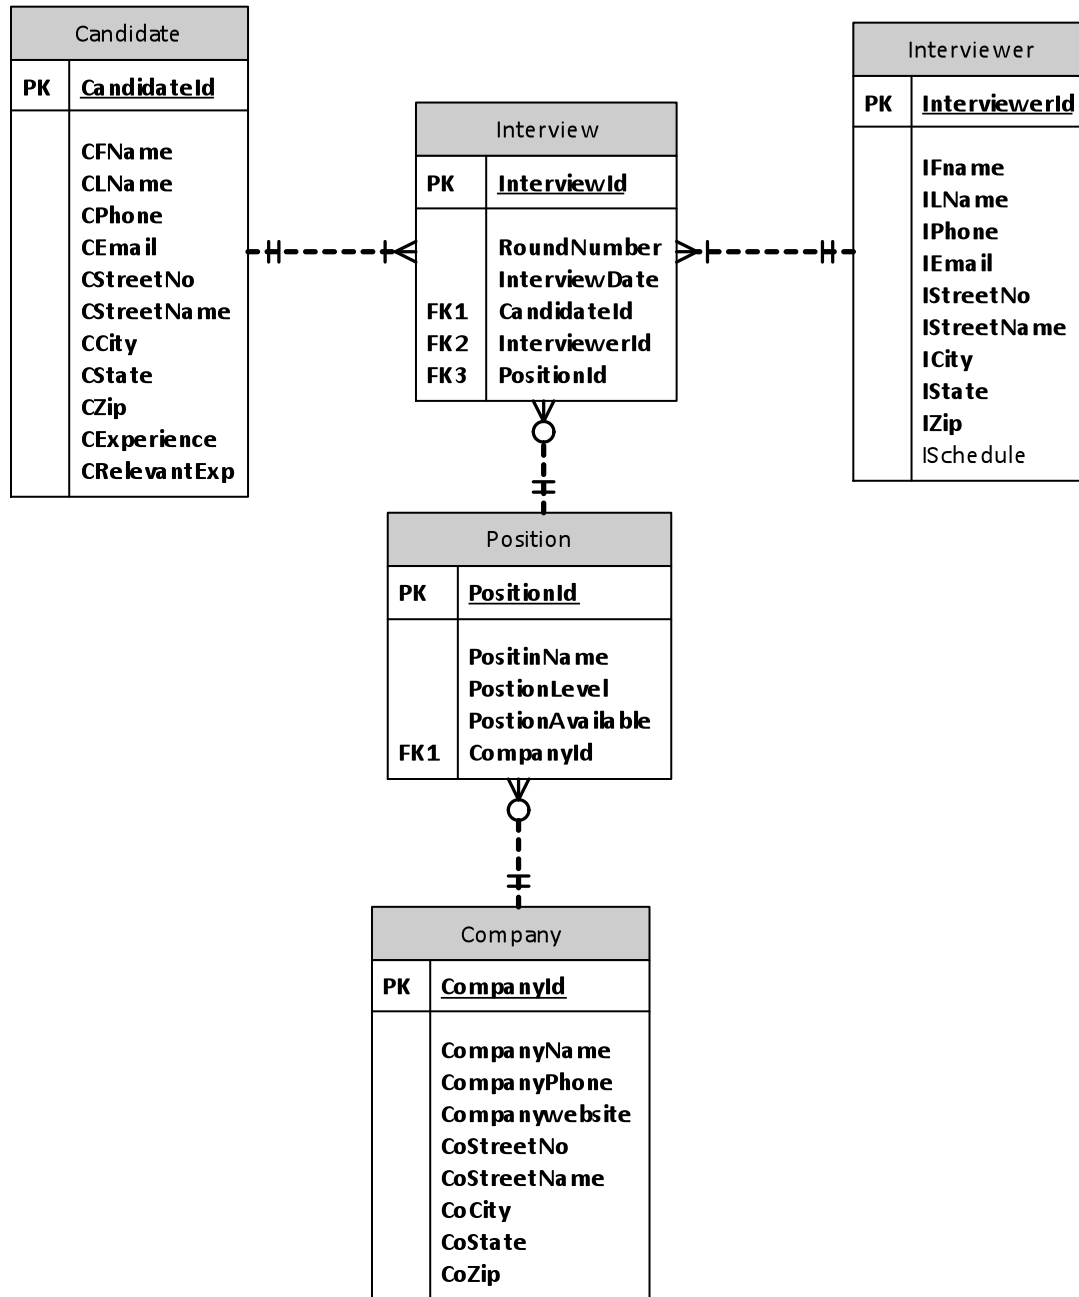 Candidate
PK CandidateId
CFName
CLName
CPhone
CEmail
CStreetNo
CStreetName
CCity
CState
CZip
CExperience
CRelevantExp
Interview
PK InterviewId
RoundNumber
InterviewDate
FK1 CandidateId
FK2 InterviewerId
FK3 PositionId
Interviewer
PK InterviewerId
IFname
ILName
IPhone
IEmail
IStreetNo
IStreetName
ICity
IState
IZip
ISchedule
Position
PK PositionId
PositinName
PostionLevel
PostionAvailable
FK1 CompanyId
Company
PK CompanyId
CompanyName
CompanyPhone
Companywebsite
CoStreetNo
CoStreetName
CoCity
CoState
CoZip